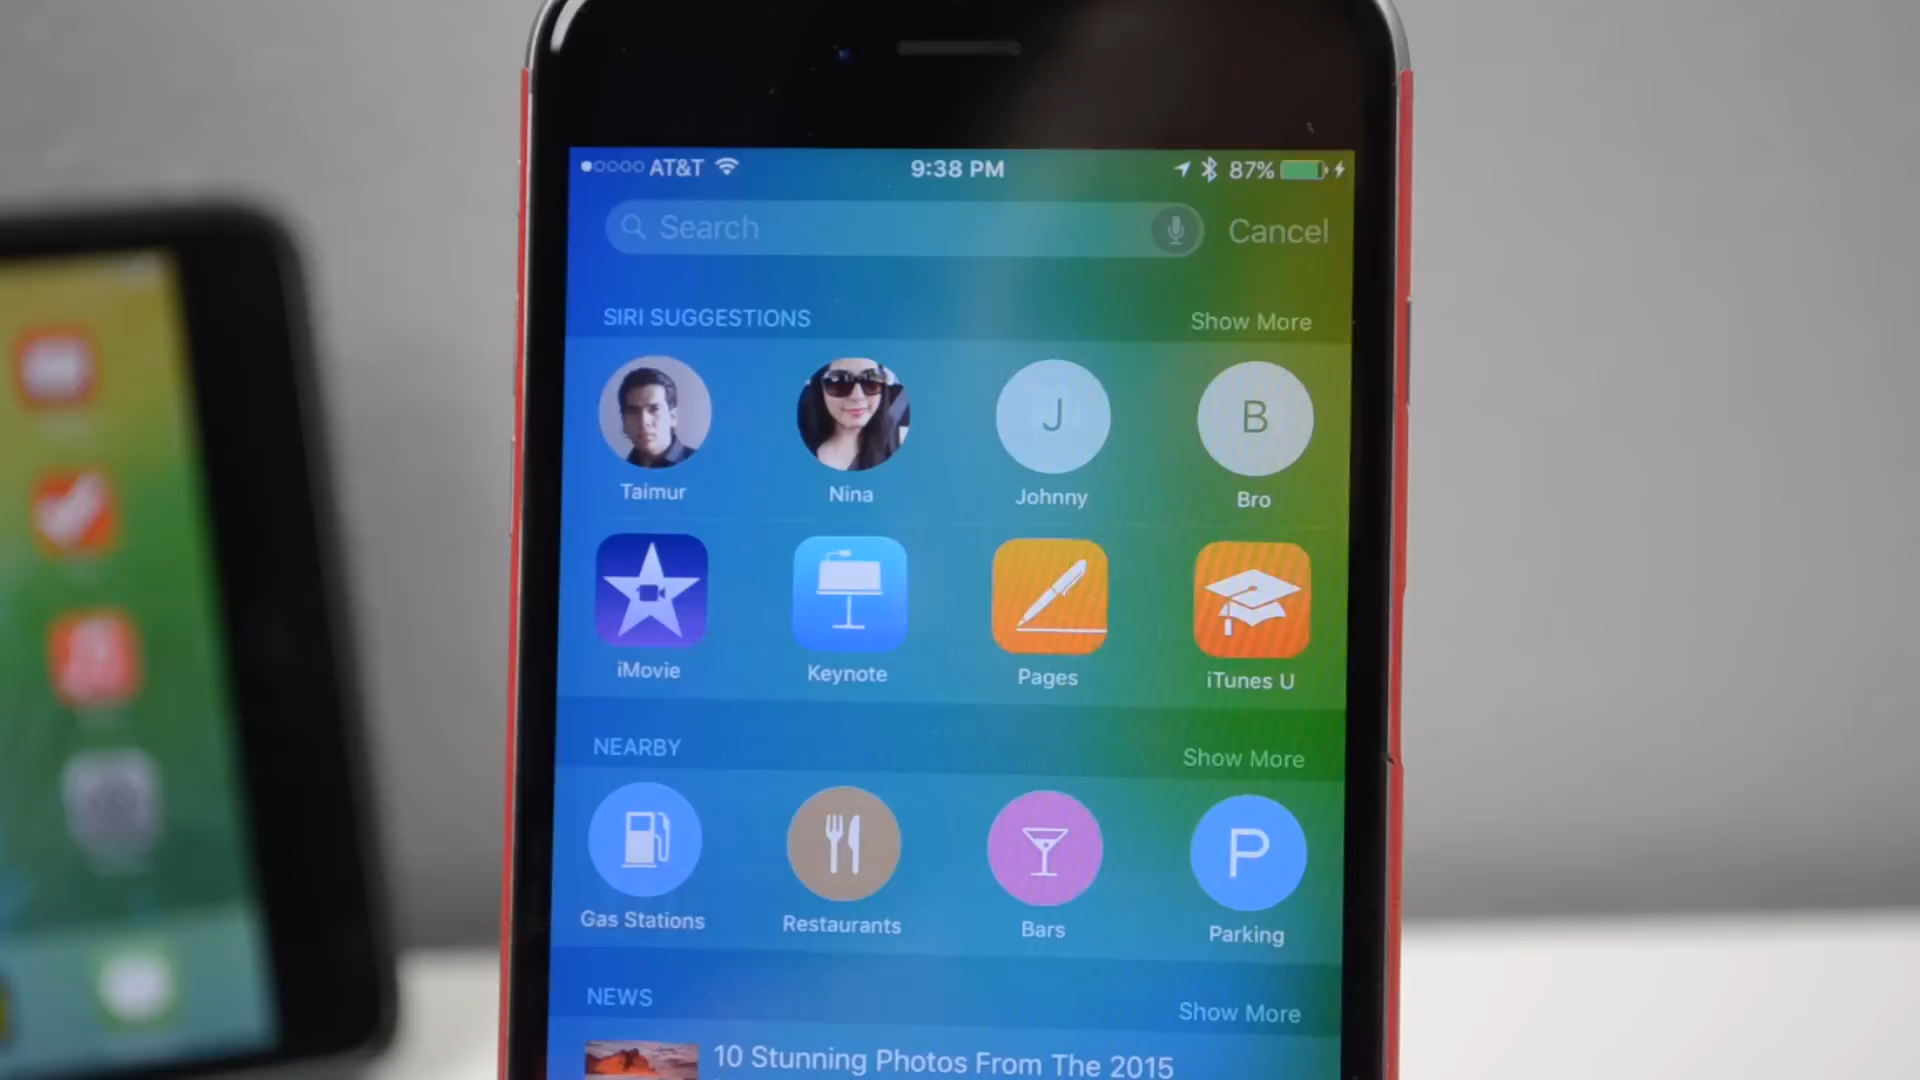 AT&T 9:38 PM 87%
Search Cancel
SIRI SUGGESTIONS Show More
J B
Taimur Nina Johnny Bro
iMovie Keynote Pages iTunes U
NEARBY Show More
P
Gas Stations Restaurants Bars Parking
NEWS Show More
10 Stunning Photos From The 2015